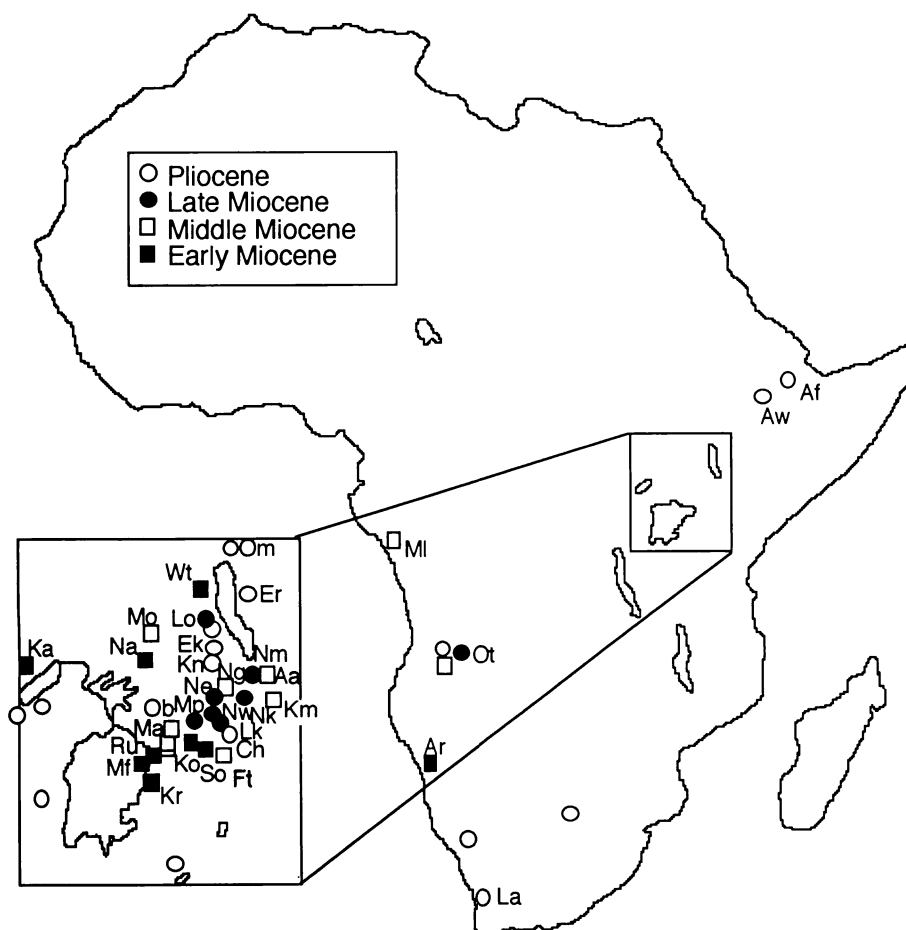 Pliocene
Late Miocene
Middle Miocene
Early Miocene
Af
Aw
Ml
Om
Wt
Er
Lo
Mo
Ek
Na
Nm
Ka
Kn
Ng
Aa
Ne
b
Mp
Nw
Nk
Km
Ma
Lk
Ru
Ch
Mf
Ko
So
Ft
Kr
Ot
Ar
La